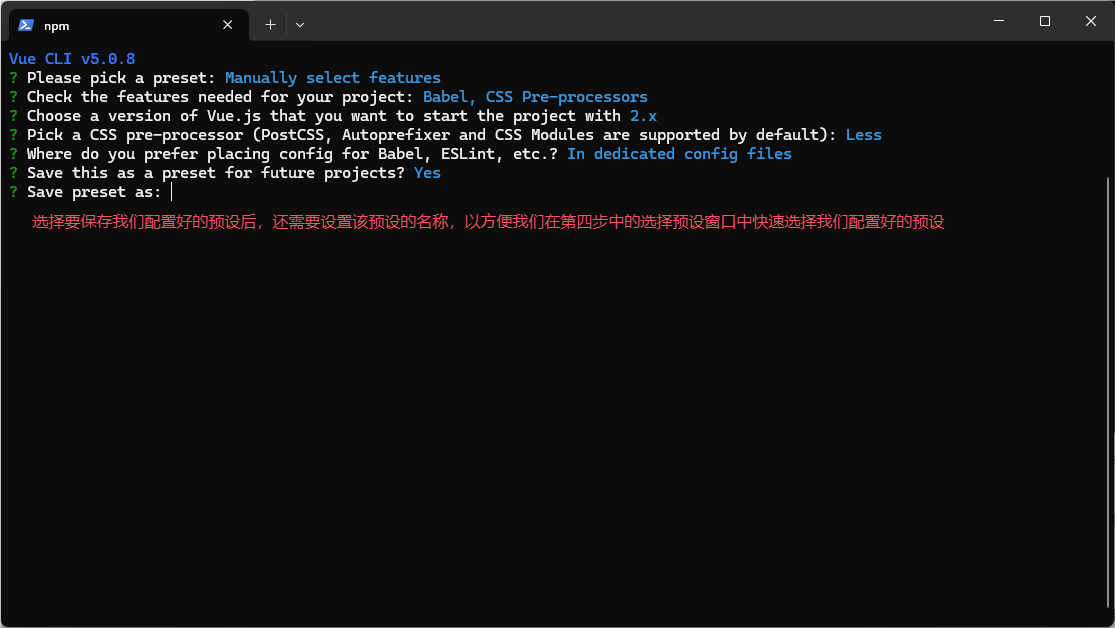 npm
Vue CLI v5.0.8
? Please pick a preset: Manually select features
? Check the features needed for your project: Babel, CSS Pre-processors
? Choose a version of Vue.js that you want to start the project with 2.x
? Pick a CSS pre-processor (PostCSS, Autoprefixer and CSS Modules are supported by default): Less
? Where do you prefer placing config for Babel, ESLint, etc.? In dedicated config files
? Save this as a preset for future projects? Yes
? Save preset as:
选择要保存我们配置好的预设后，还需要设置该预设的名称，以方便我们在第四步中的选择预设窗口中快速选择我们配置好的预设